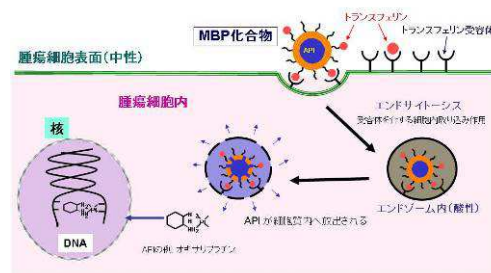 トランスフェリン
MBP化合物
API
トランスフェリン受容体
腫瘍細胞表面（中性）
腫瘍細胞内
エンドサイトーシス
受容体を介する細胞内取り込み作用
核
エンドソーム内（酸性）
APIが細胞質内へ放出される
DNA
APIの例：オキサリプラチン